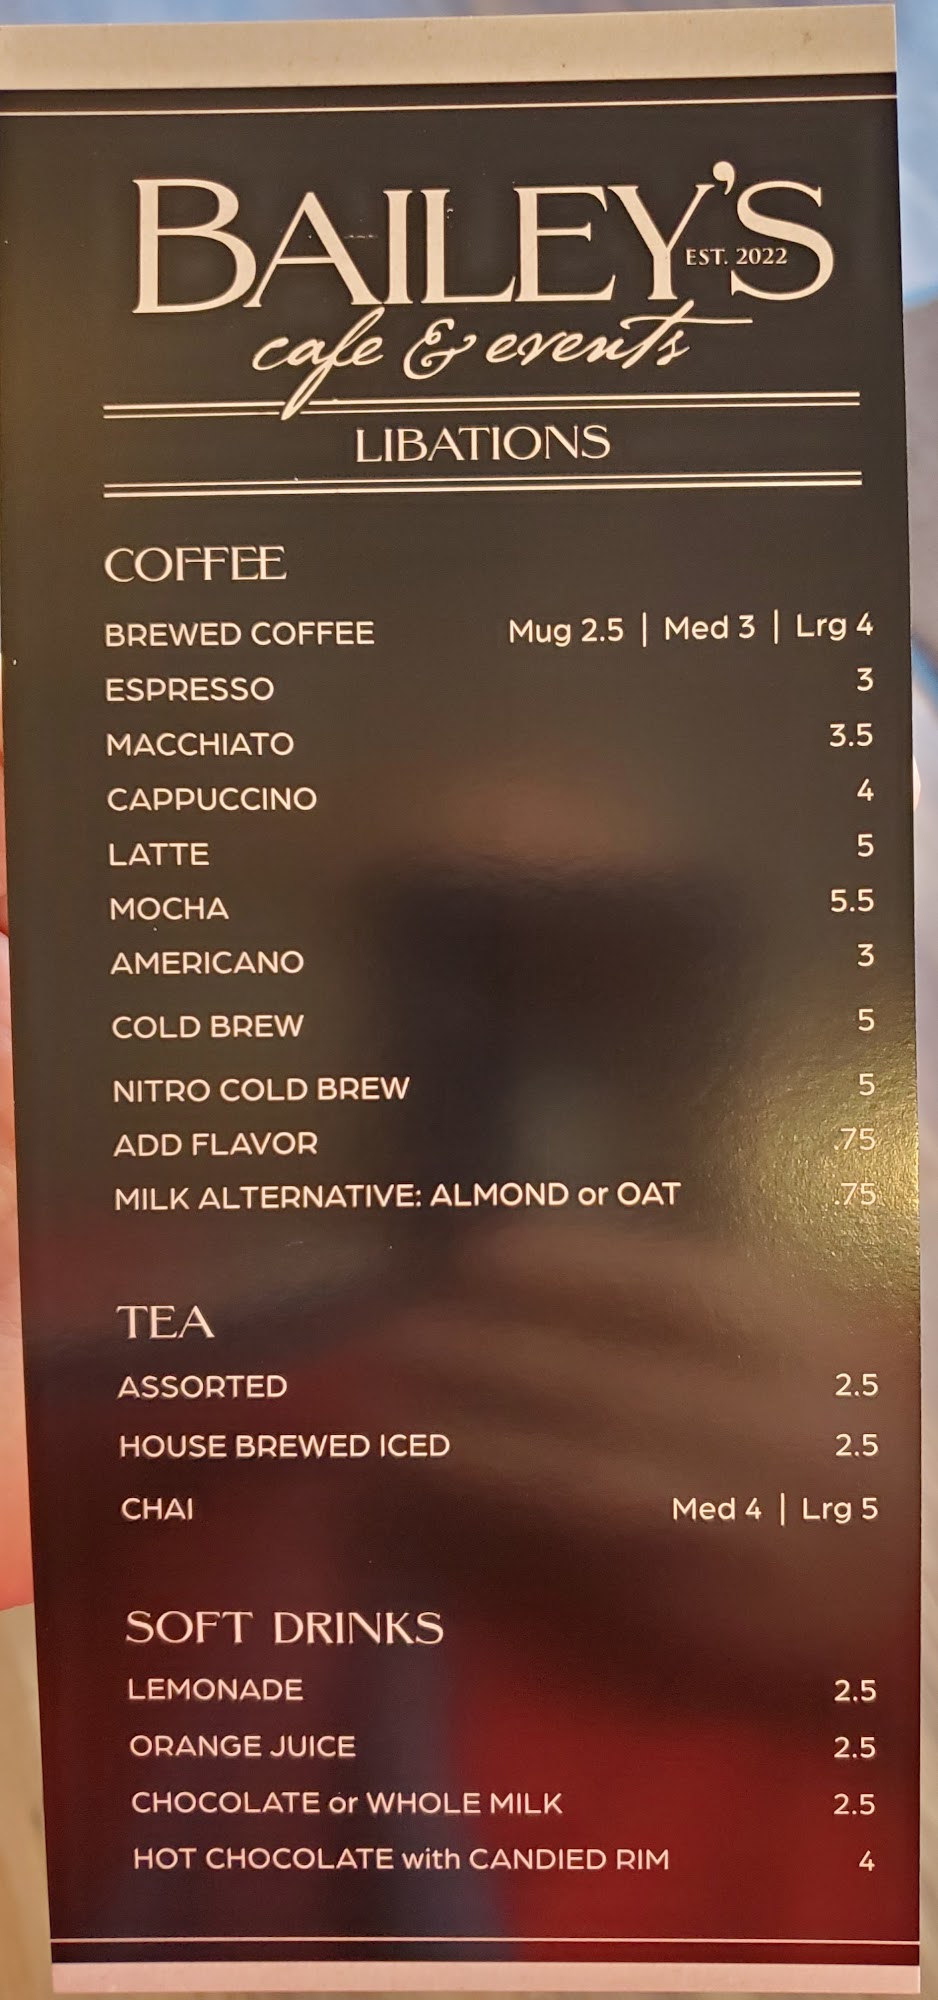 BAILEY'S
EST. 2022
cafe & events
LIBATIONS
COFFEE
BREWED COFFEE Mug 2.5 | Med 3 | Lrg 4
ESPRESSO 3
MACCHIATO 3.5
CAPPUCCINO 4
LATTE 5
MOCHA 5.5
AMERICANO 3
COLD BREW 5
NITRO COLD BREW 5
ADD FLAVOR .75
MILK ALTERNATIVE: ALMOND or OAT .75
TEA
ASSORTED 2.5
HOUSE BREWED ICED 2.5
CHAI Med 4 | Lrg 5
SOFT DRINKS
LEMONADE 2.5
ORANGE JUICE 2.5
CHOCOLATE or WHOLE MILK 2.5
HOT CHOCOLATE with CANDIED RIM 4